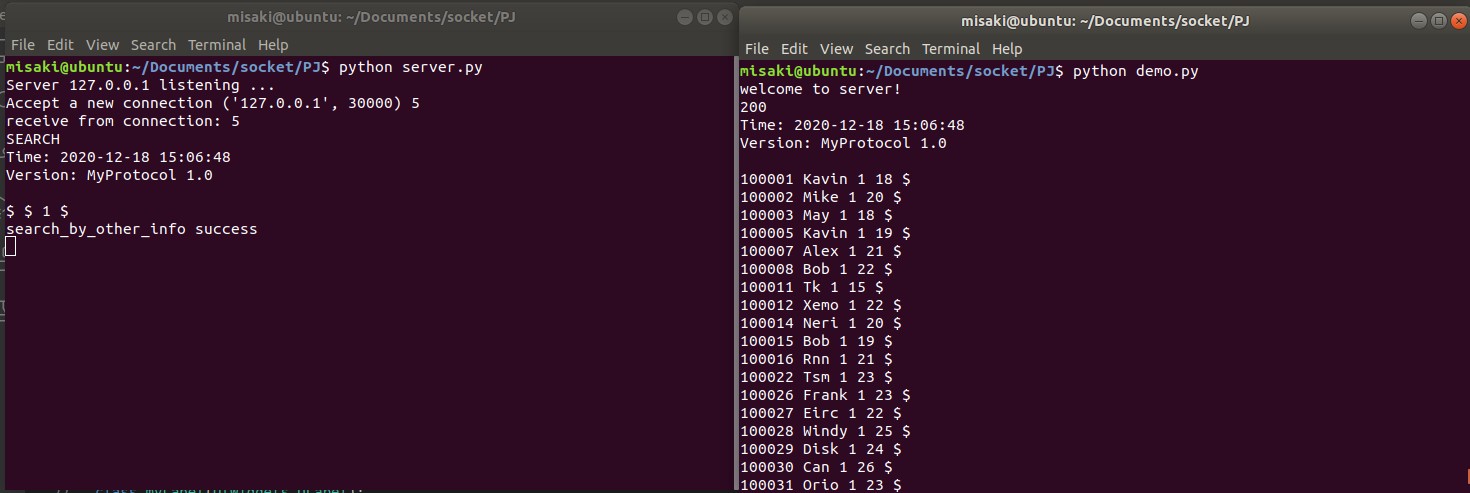 misaki@ubuntu: ~/Documents/socket/PJ
File Edit View Search Terminal Help
misaki@ubuntu:~/Documents/socket/PJ$ python server.py
Server 127.0.0.1 listening ...
Accept a new connection ('127.0.0.1', 30000) 5
receive from connection: 5
SEARCH
Time: 2020-12-18 15:06:48
Version: MyProtocol 1.0
$ $ 1 $
search_by_other_info success
misaki@ubuntu: ~/Documents/socket/PJ
File Edit View Search Terminal Help
misaki@ubuntu:~/Documents/socket/PJ$ python demo.py
welcome to server!
200
Time: 2020-12-18 15:06:48
Version: MyProtocol 1.0
100001 Kavin 1 18 $
100002 Mike 1 20 $
100003 May 1 18 $
100005 Kavin 1 19 $
100007 Alex 1 21 $
100008 Bob 1 22 $
100011 Tk 1 15 $
100012 Xemo 1 22 $
100014 Neri 1 20 $
100015 Bob 1 19 $
100016 Rnn 1 21 $
100022 Tsm 1 23 $
100026 Frank 1 23 $
100027 Eirc 1 22 $
100028 Windy 1 25 $
100029 Disk 1 24 $
100030 Can 1 26 $
100031 Orio 1 23 $